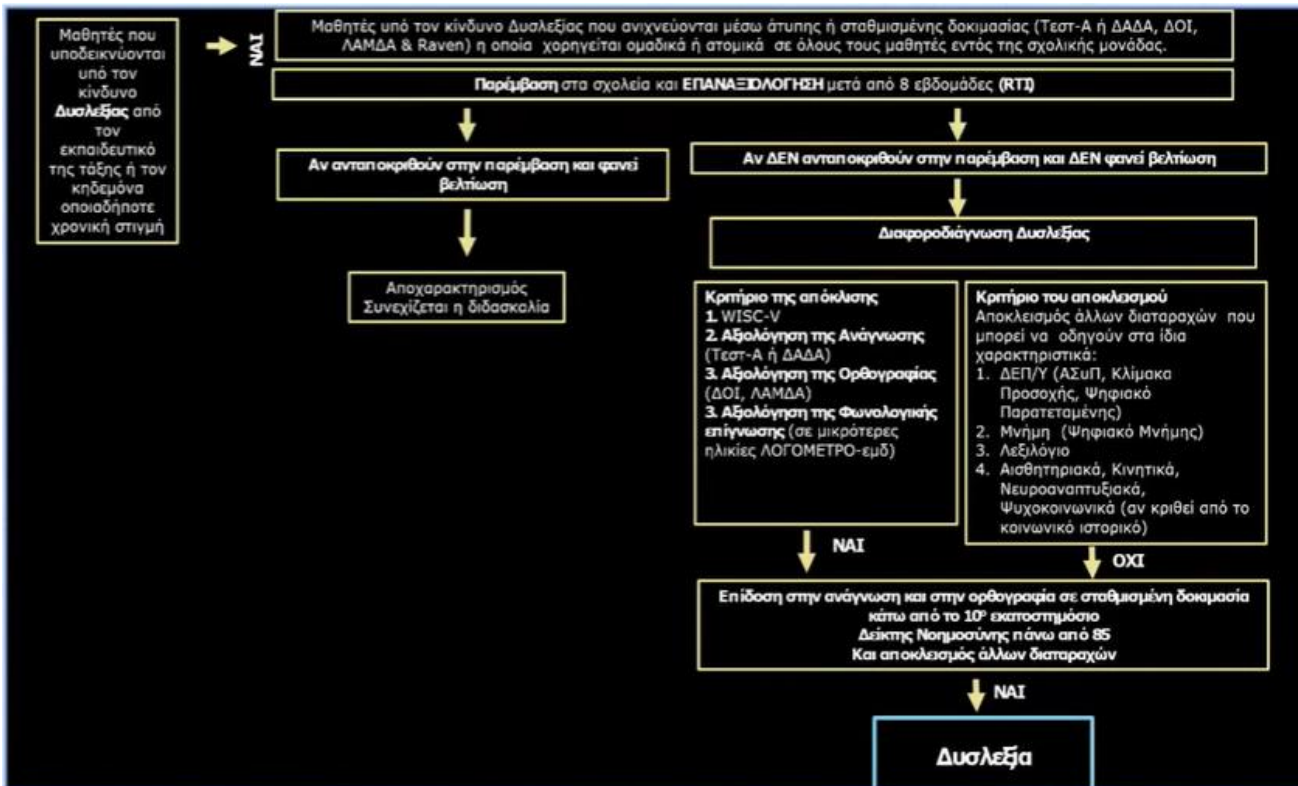 Μαθητές που
υποδεικνύονται
υπό τον
κίνδυνο
Δυσλεξίας από
τον
εκπαιδευτικό
της τάξης ή τον
κηδεμόνα
οποιαδήποτε
χρονική στιγμή
ΝΑΙ
Μαθητές υπό τον κίνδυνο Δυσλεξίας που ανιχνεύονται μέσω άτυπης ή σταθμισμένης δοκιμασίας (Τεστ-Α ή ΔΑΔΑ, ΔΟΙ,
ΛΑΜΔΑ & Raven) η οποία χορηγείται ομαδικά ή ατομικά σε όλους τους μαθητές εντός της σχολικής μονάδας.
Παρέμβαση στα σχολεία και ΕΠΑΝΑΞΙΟΛΟΓΗΣΗ μετά από 8 εβδομάδες (RTI)
Αν ανταποκριθούν στην παρέμβαση και φανεί
βελτίωση
Αποχαρακτηρισμός
Συνεχίζεται η διδασκαλία
Αν ΔΕΝ ανταποκριθούν στην παρέμβαση και ΔΕΝ φανεί βελτίωση
Διαφοροδιάγνωση Δυσλεξίας
Κριτήριο της απόκλισης
1. WISC-V
2. Αξιολόγηση της Ανάγνωσης
(Τεστ-Α ή ΔΑΔΑ)
3. Αξιολόγηση της Ορθογραφίας
(ΔΟΙ, ΛΑΜΔΑ)
3. Αξιολόγηση της Φωνολογικής
επίγνωσης (σε μικρότερες
ηλικίες ΛΟΓΟΜΕΤΡΟ-εμδ)
Κριτήριο του αποκλεισμού
Αποκλεισμός άλλων διαταραχών που
μπορεί να οδηγούν στα ίδια
χαρακτηριστικά:
1. ΔΕΠ/Υ (ΑΣυΠ, Κλίμακα
Προσοχής, Ψηφιακό
Παρατεταμένης)
2. Μνήμη (Ψηφιακό Μνήμης)
3. Λεξιλόγιο
4. Αισθητηριακά, Κινητικά,
Νευροαναπτυξιακά,
Ψυχοκοινωνικά (αν κριθεί από το
κοινωνικό ιστορικό)
ΝΑΙ
ΟΧΙ
Επίδοση στην ανάγνωση και στην ορθογραφία σε σταθμισμένη δοκιμασία
κάτω από το 10ο εκατοστημόσιο
Δείκτης Νοημοσύνης πάνω από 85
Και αποκλεισμός άλλων διαταραχών
ΝΑΙ
Δυσλεξία